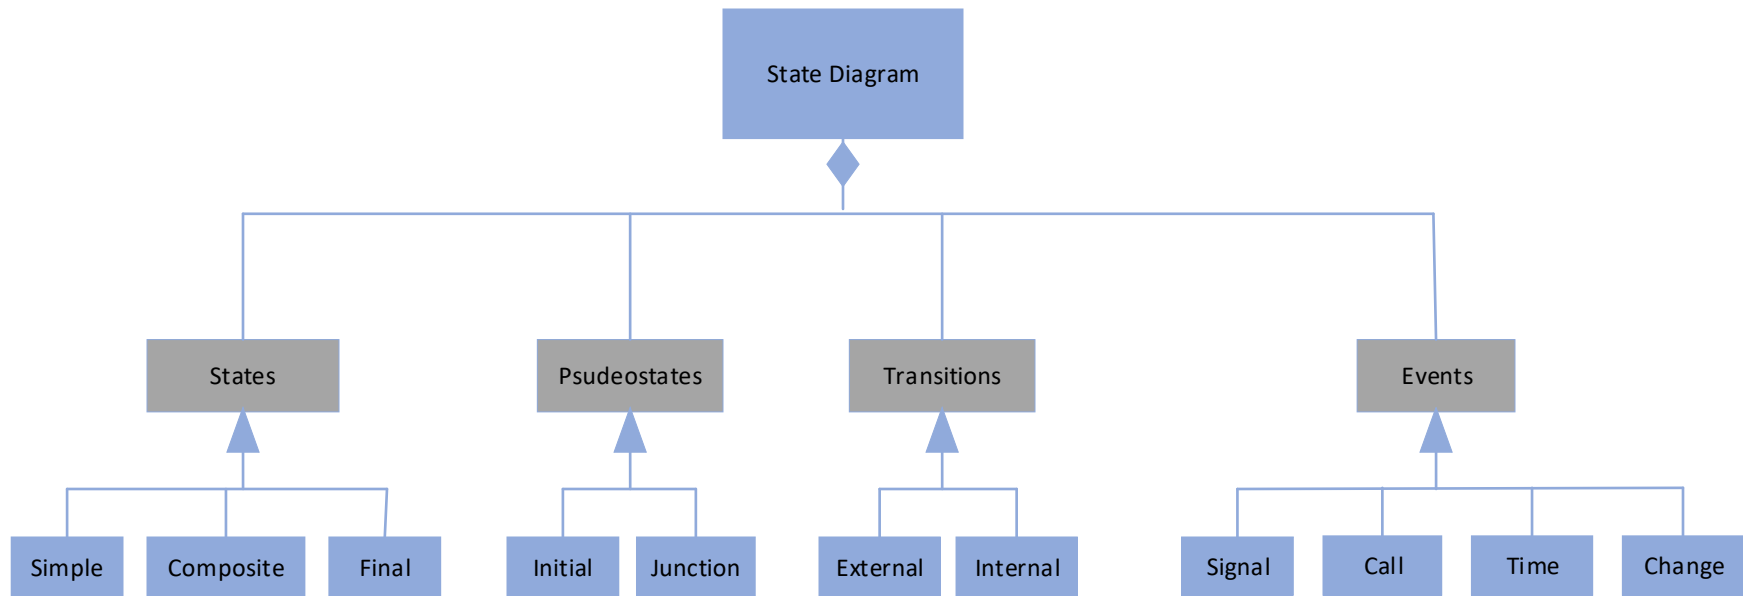 State Diagram
States
Psudeostates
Transitions
Events
Simple
Composite
Final
Initial
Junction
External
Internal
Signal
Call
Time
Change